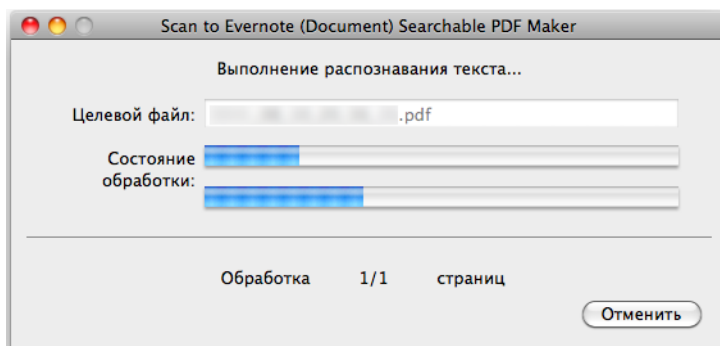 Scan to Evernote (Document) Searchable PDF Maker
Выполнение распознавания текста...
Целевой файл: .pdf
Состояние
обработки:
Обработка 1/1 страниц
Отменить